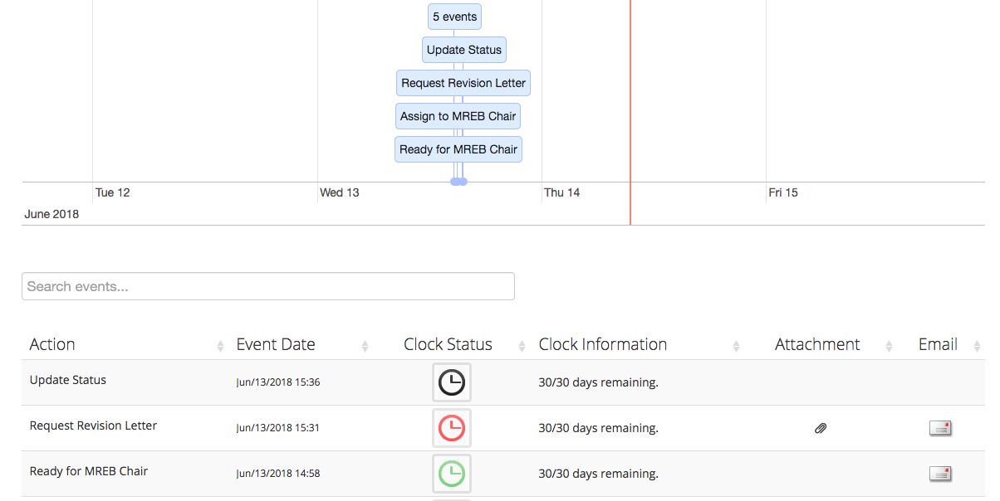 5 events
Update Status
Request Revision Letter
Assign to MREB Chair
Ready for MREB Chair
Tue 12 Wed 13 Thu 14 Fri 15
June 2018
Search events...
Action Event Date Clock Status Clock Information Attachment Email
Update Status Jun/13/2018 15:36 30/30 days remaining.
Request Revision Letter Jun/13/2018 15:31 30/30 days remaining.
Ready for MREB Chair Jun/13/2018 14:58 30/30 days remaining.